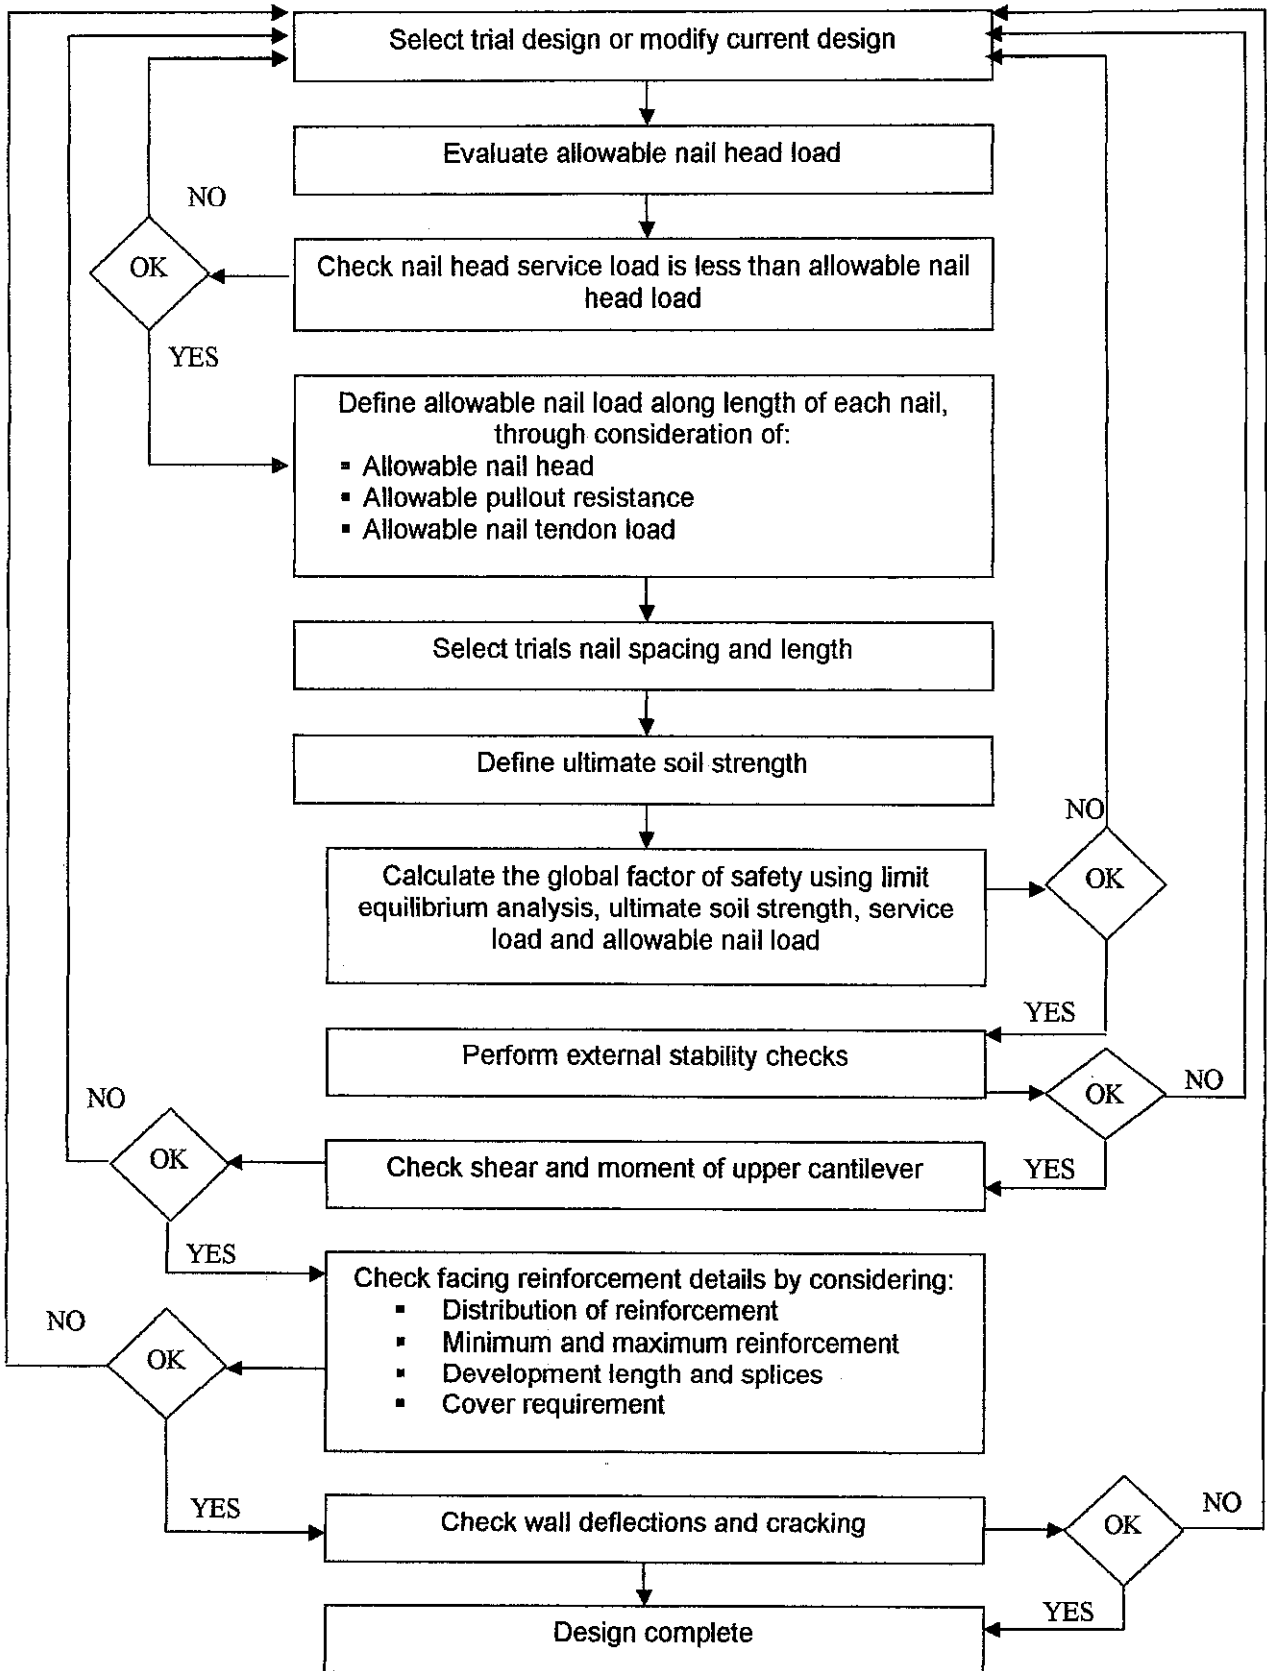 Select trial design or modify current design
Evaluate allowable nail head load
NO
OK
Check nail head service load is less than allowable nail
head load
YES
Define allowable nail load along length of each nail,
through consideration of:
▪ Allowable nail head
▪ Allowable pullout resistance
▪ Allowable nail tendon load
Select trials nail spacing and length
Define ultimate soil strength
NO
Calculate the global factor of safety using limit
equilibrium analysis, ultimate soil strength, service
load and allowable nail load
OK
YES
Perform external stability checks
OK
NO
NO
OK
Check shear and moment of upper cantilever
YES
YES
Check facing reinforcement details by considering:
▪ Distribution of reinforcement
▪ Minimum and maximum reinforcement
▪ Development length and splices
▪ Cover requirement
NO
OK
YES
Check wall deflections and cracking
OK
NO
YES
Design complete